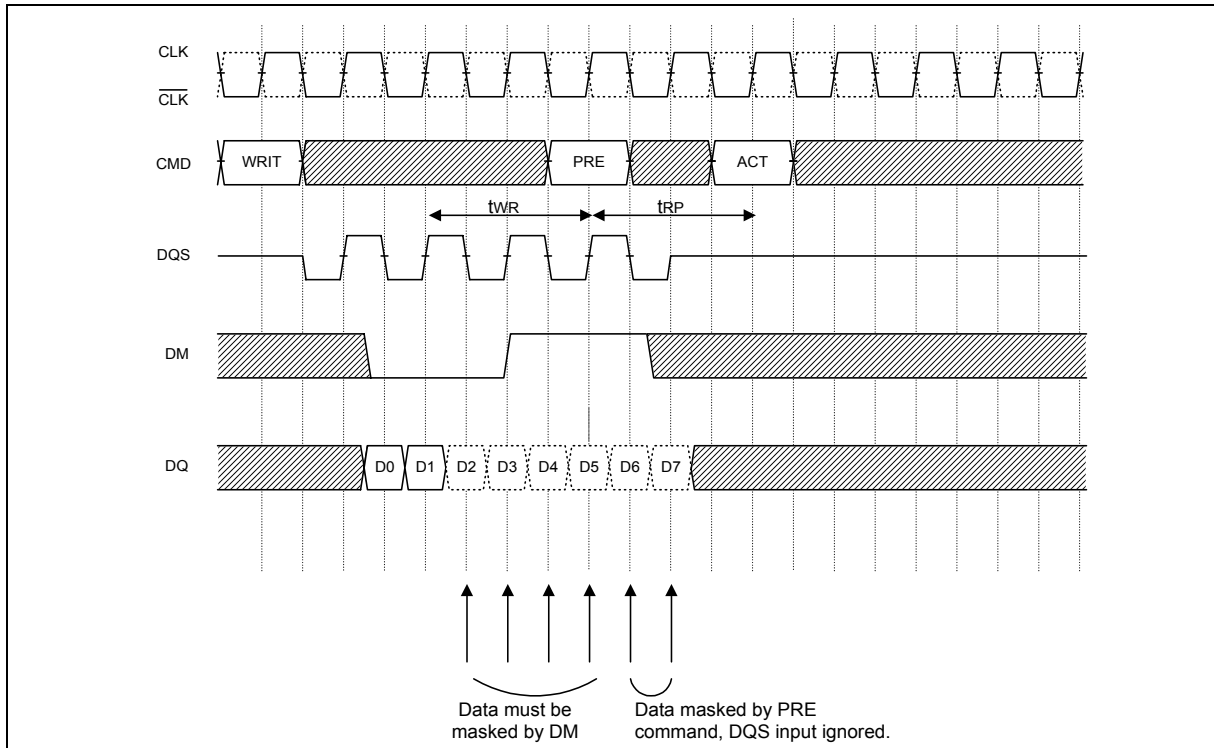 CLK
CLK
CMD WRIT PRE ACT
tWR tRP
DQS
DM
DQ D0 D1 D2 D3 D4 D5 D6 D7
Data must be
masked by DM
Data masked by PRE
command, DQS input ignored.